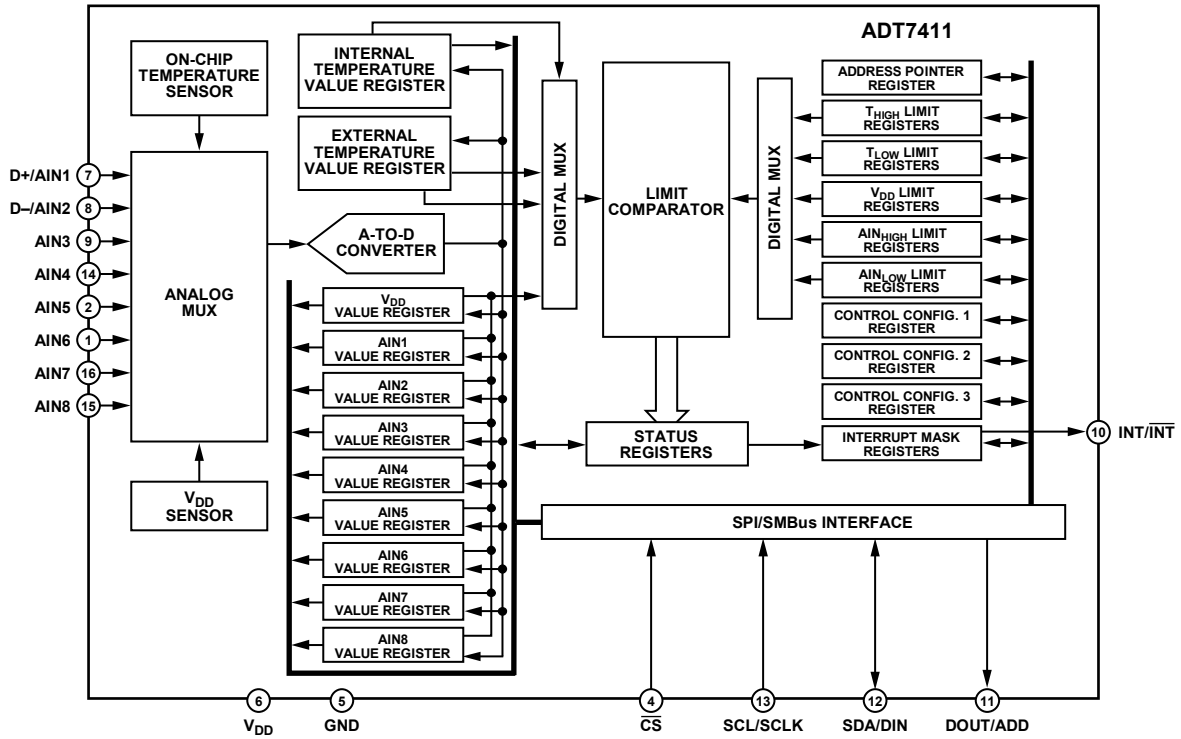 ADT7411
ON-CHIP
TEMPERATURE
SENSOR
INTERNAL
TEMPERATURE
VALUE REGISTER
EXTERNAL
TEMPERATURE
VALUE REGISTER
D+/AIN1
7
D–/AIN2
8
AIN3
9
AIN4
14
AIN5
2
AIN6
1
AIN7
16
AIN8
15
ANALOG
MUX
A-TO-D
CONVERTER
VDD
SENSOR
VDD
VALUE REGISTER
AIN1
VALUE REGISTER
AIN2
VALUE REGISTER
AIN3
VALUE REGISTER
AIN4
VALUE REGISTER
AIN5
VALUE REGISTER
AIN6
VALUE REGISTER
AIN7
VALUE REGISTER
AIN8
VALUE REGISTER
DIGITAL MUX
LIMIT
COMPARATOR
DIGITAL MUX
ADDRESS POINTER
REGISTER
THIGH LIMIT
REGISTERS
TLOW LIMIT
REGISTERS
VDD LIMIT
REGISTERS
AINHIGH LIMIT
REGISTERS
AINLOW LIMIT
REGISTERS
CONTROL CONFIG. 1
REGISTER
CONTROL CONFIG. 2
REGISTER
CONTROL CONFIG. 3
REGISTER
STATUS
REGISTERS
INTERRUPT MASK
REGISTERS
10
INT/INT
SPI/SMBus INTERFACE
6
VDD
5
GND
4
CS
13
SCL/SCLK
12
SDA/DIN
11
DOUT/ADD